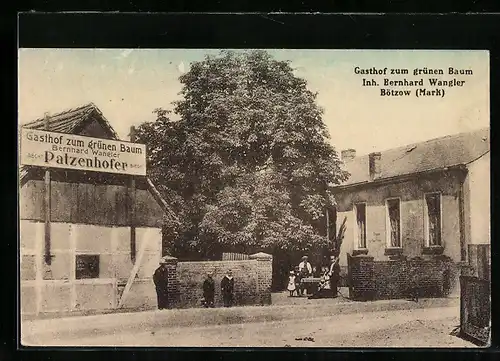 Gasthof zum grünen Baum
Inh. Bernhard Wangler
Bötzow (Mark)
Gasthof zum grünen Baum
Bernhard Wangler
Patzenhofer